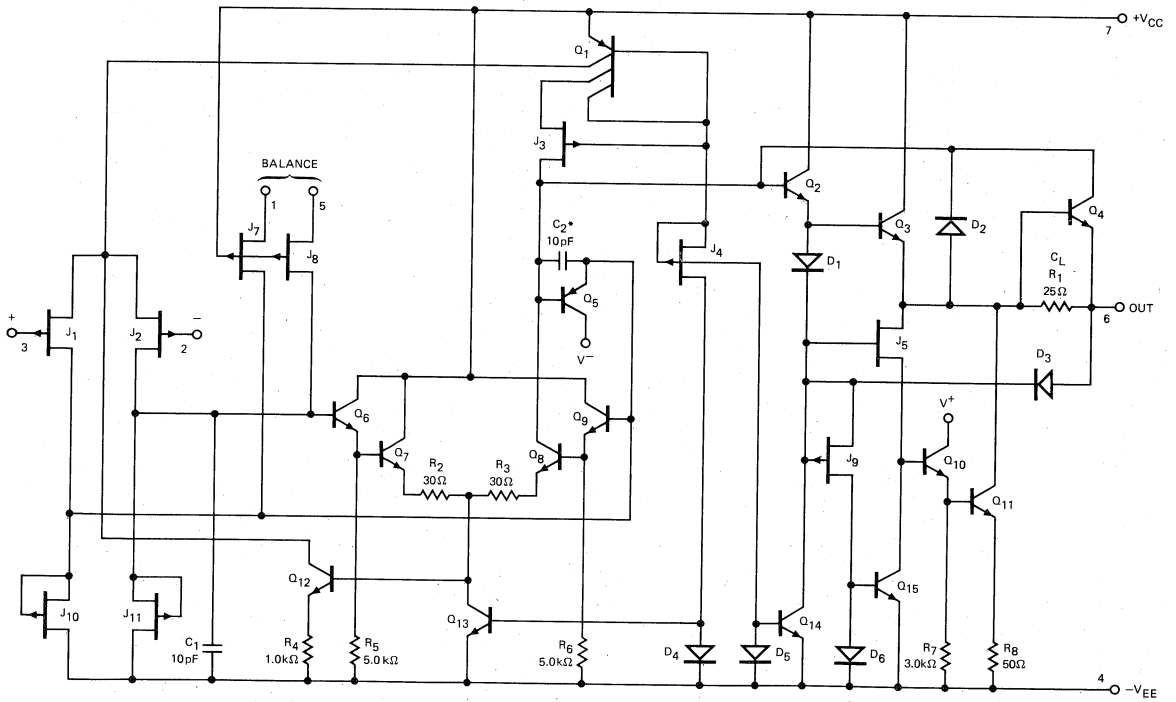 7
+VCC
Q1
J3
BALANCE
1
5
J7
J8
C2*
10pF
Q2
Q3
D2
Q4
J4
D1
CL
R1
25Ω
OUT
6
+
3
J1
J2
−
2
Q5
V−
J5
D3
Q6
Q7
R2
30Ω
R3
30Ω
Q8
Q9
V+
J9
Q10
Q11
Q12
Q13
Q15
J10
J11
C1
10pF
R4
1.0kΩ
R5
5.0kΩ
R6
5.0kΩ
D4
D5
Q14
D6
R7
3.0kΩ
R8
50Ω
4
−VEE